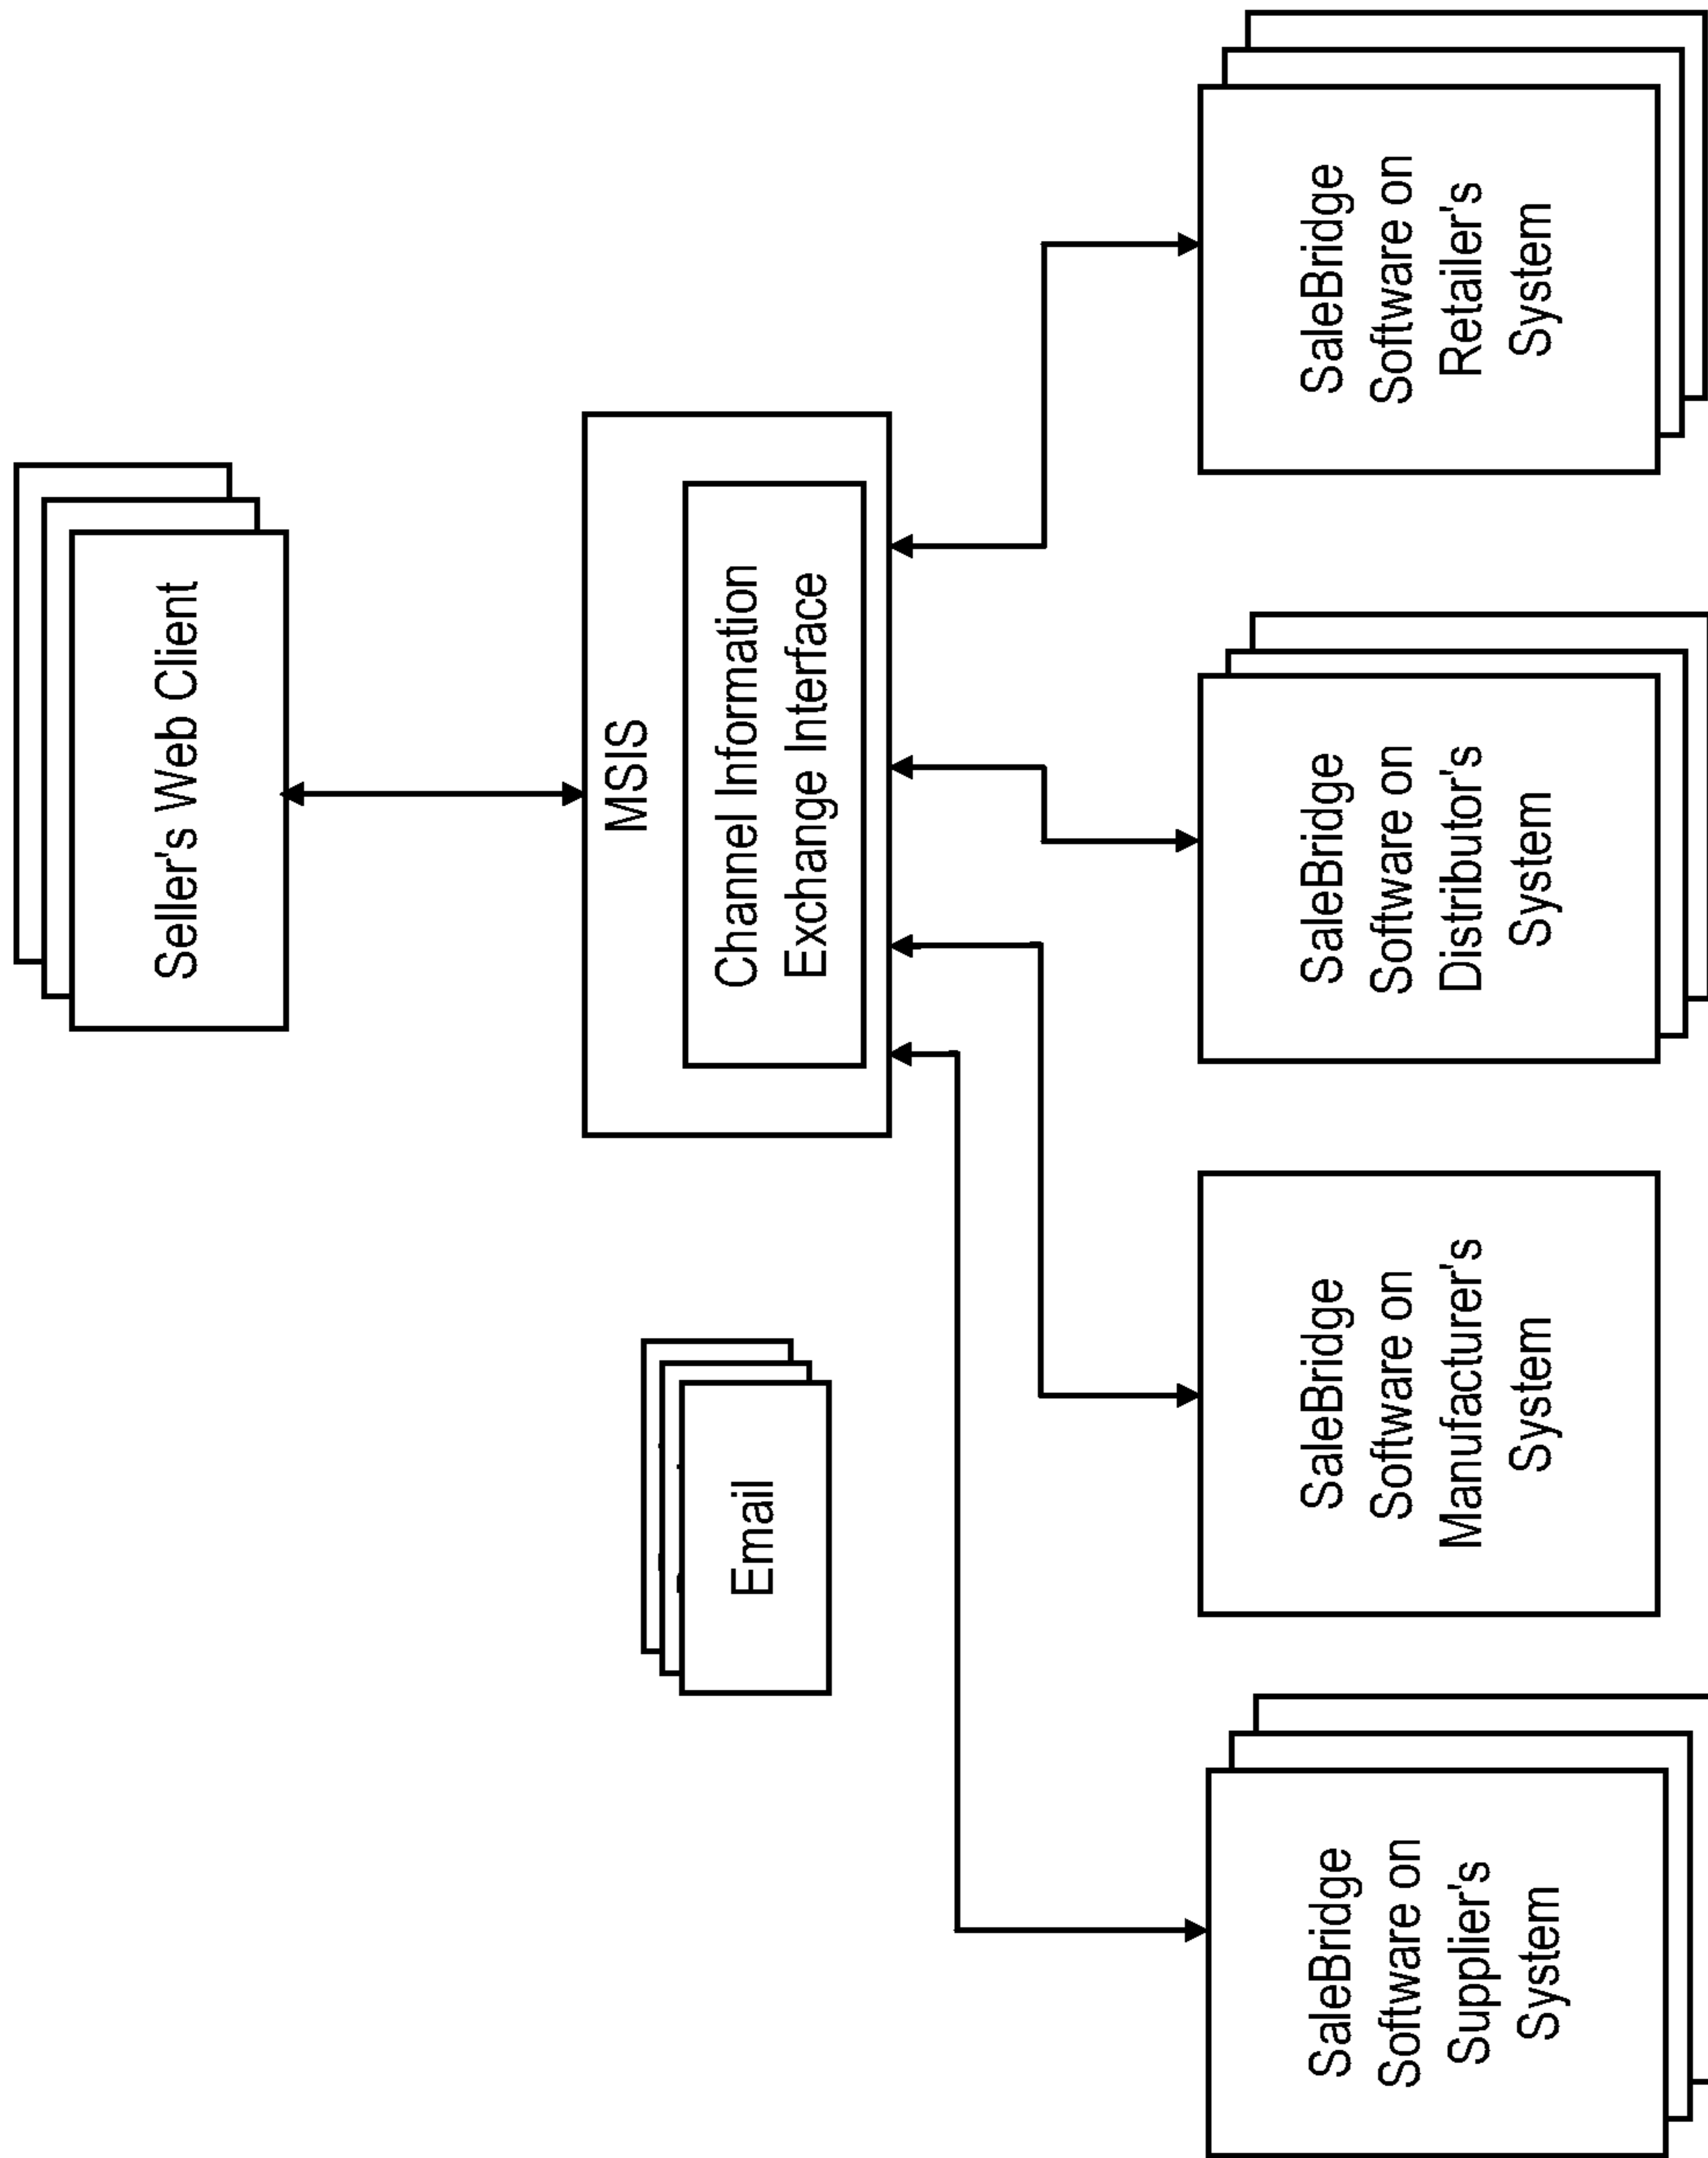 Seller's Web Client
MSIS
Channel Information
Exchange Interface
Email
SaleBridge
Software on
Supplier's
System
SaleBridge
Software on
Manufacturer's
System
SaleBridge
Software on
Distributor's
System
SaleBridge
Software on
Retailer's
System